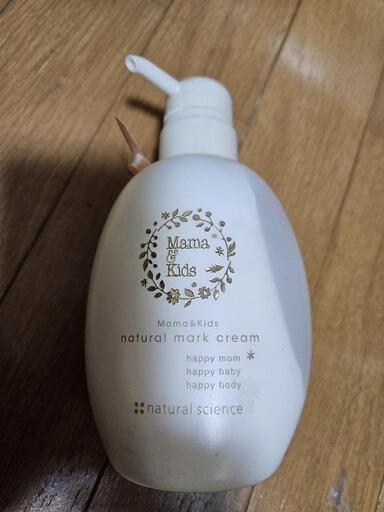 Mama
&
Kids
Mama&Kids
natural mark cream
happy mom
happy baby
happy body
natural science